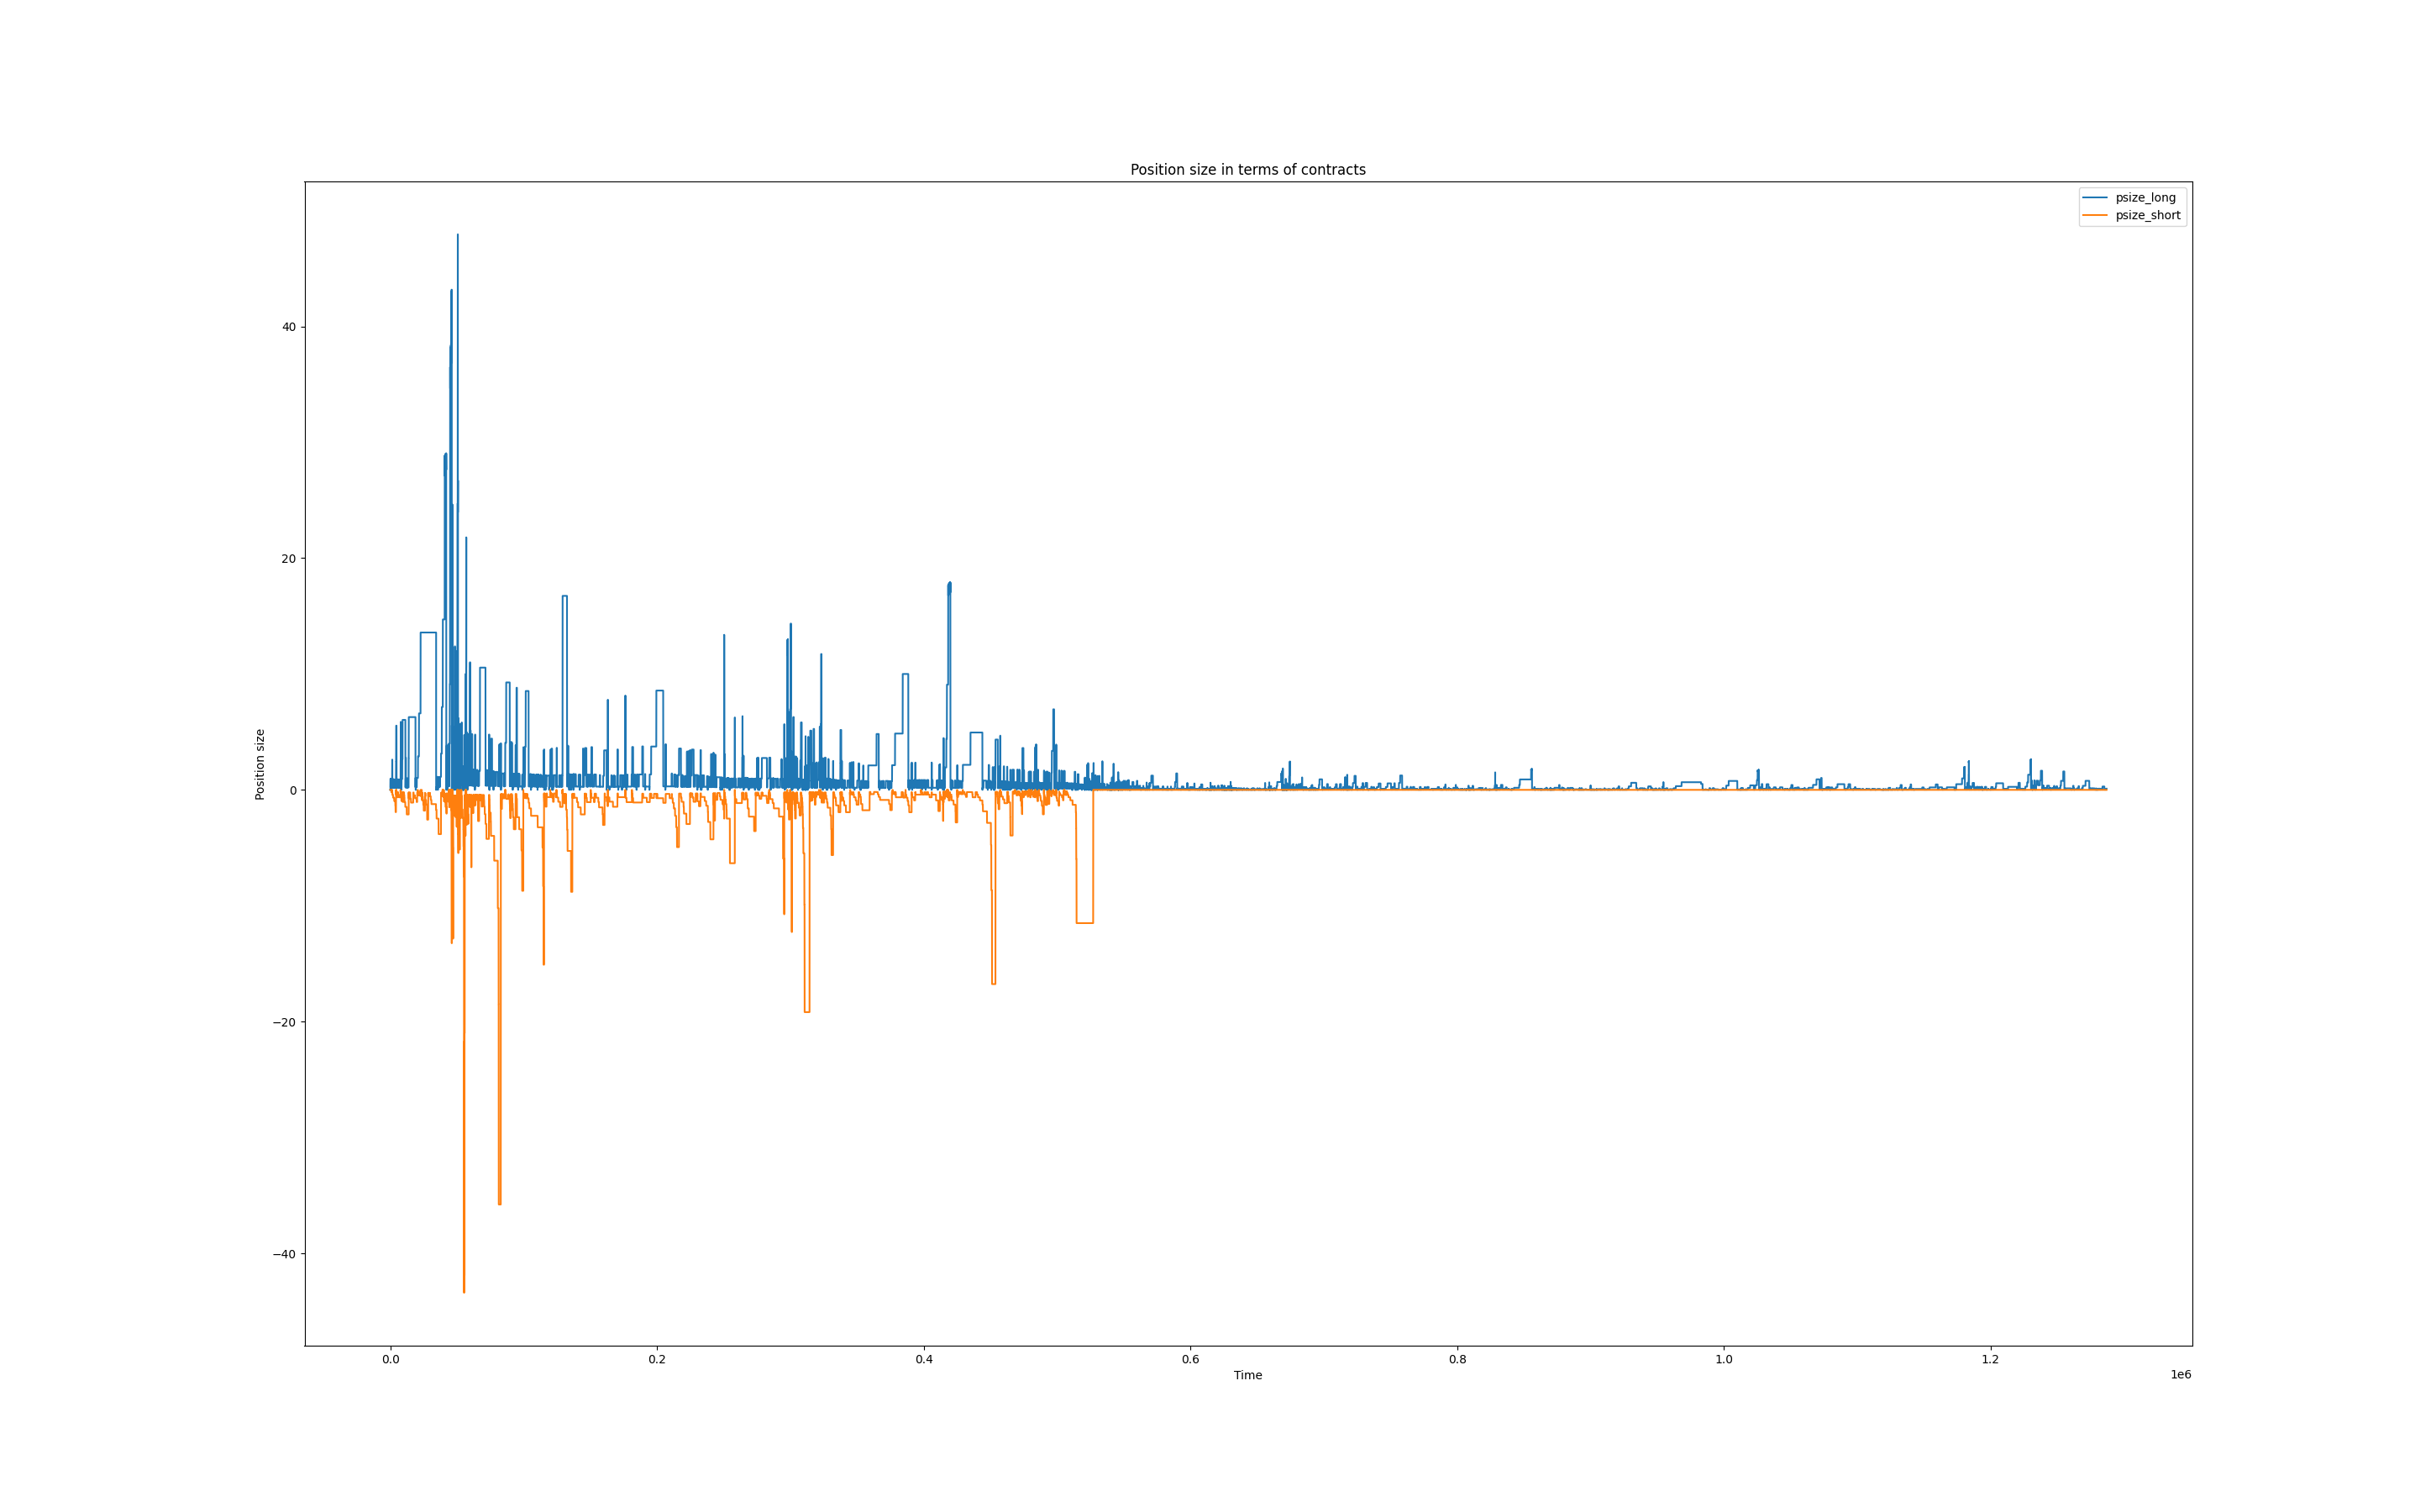 Position size in terms of contracts
psize_long
psize_short
Position size
40
20
0
−20
−40
0.0 0.2 0.4 0.6 0.8 1.0 1.2
1e6
Time